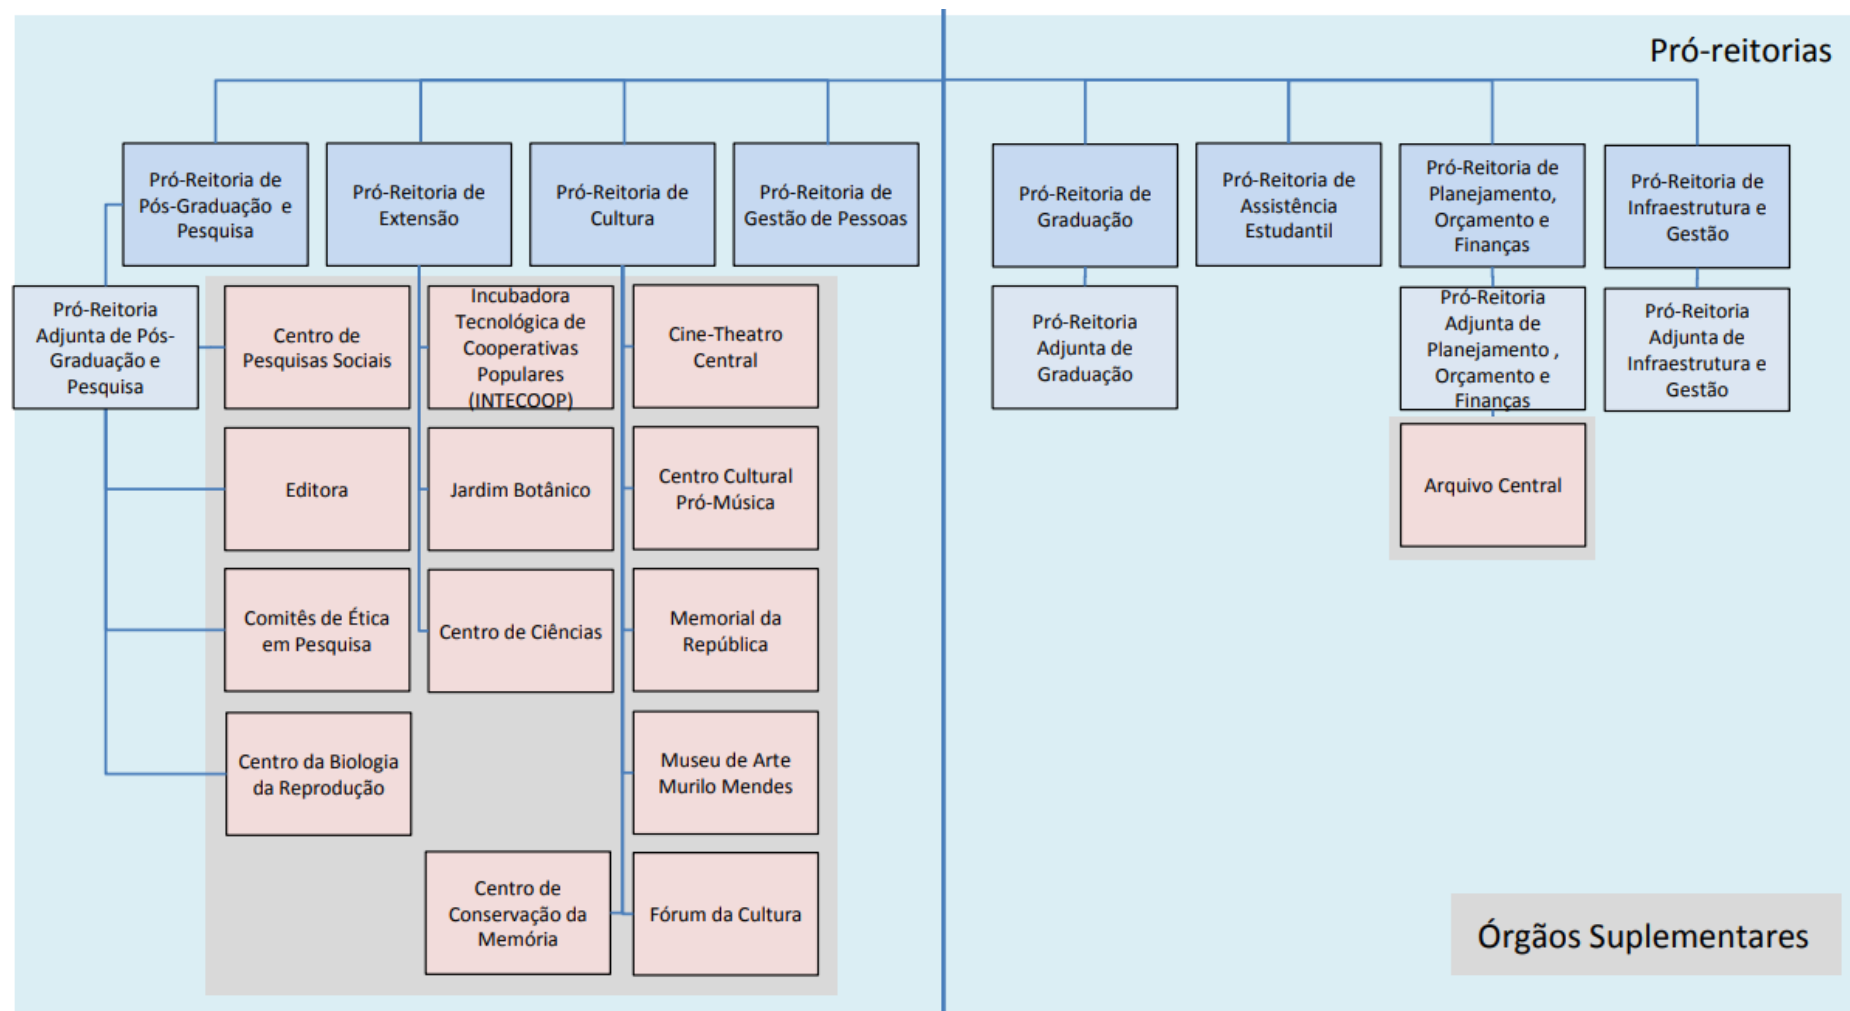 Pró-reitorias
Pró-Reitoria de
Pós-Graduação e
Pesquisa
Pró-Reitoria de
Extensão
Pró-Reitoria de
Cultura
Pró-Reitoria de
Gestão de Pessoas
Pró-Reitoria de
Graduação
Pró-Reitoria de
Assistência
Estudantil
Pró-Reitoria de
Planejamento,
Orçamento e
Finanças
Pró-Reitoria de
Infraestrutura e
Gestão
Pró-Reitoria
Adjunta de Pós-
Graduação e
Pesquisa
Centro de
Pesquisas Sociais
Incubadora
Tecnológica de
Cooperativas
Populares
(INTECOOP)
Cine-Theatro
Central
Pró-Reitoria
Adjunta de
Graduação
Pró-Reitoria
Adjunta de
Planejamento ,
Orçamento e
Finanças
Pró-Reitoria
Adjunta de
Infraestrutura e
Gestão
Editora
Jardim Botânico
Centro Cultural
Pró-Música
Arquivo Central
Comitês de Ética
em Pesquisa
Centro de Ciências
Memorial da
República
Centro da Biologia
da Reprodução
Museu de Arte
Murilo Mendes
Centro de
Conservação da
Memória
Fórum da Cultura
Órgãos Suplementares